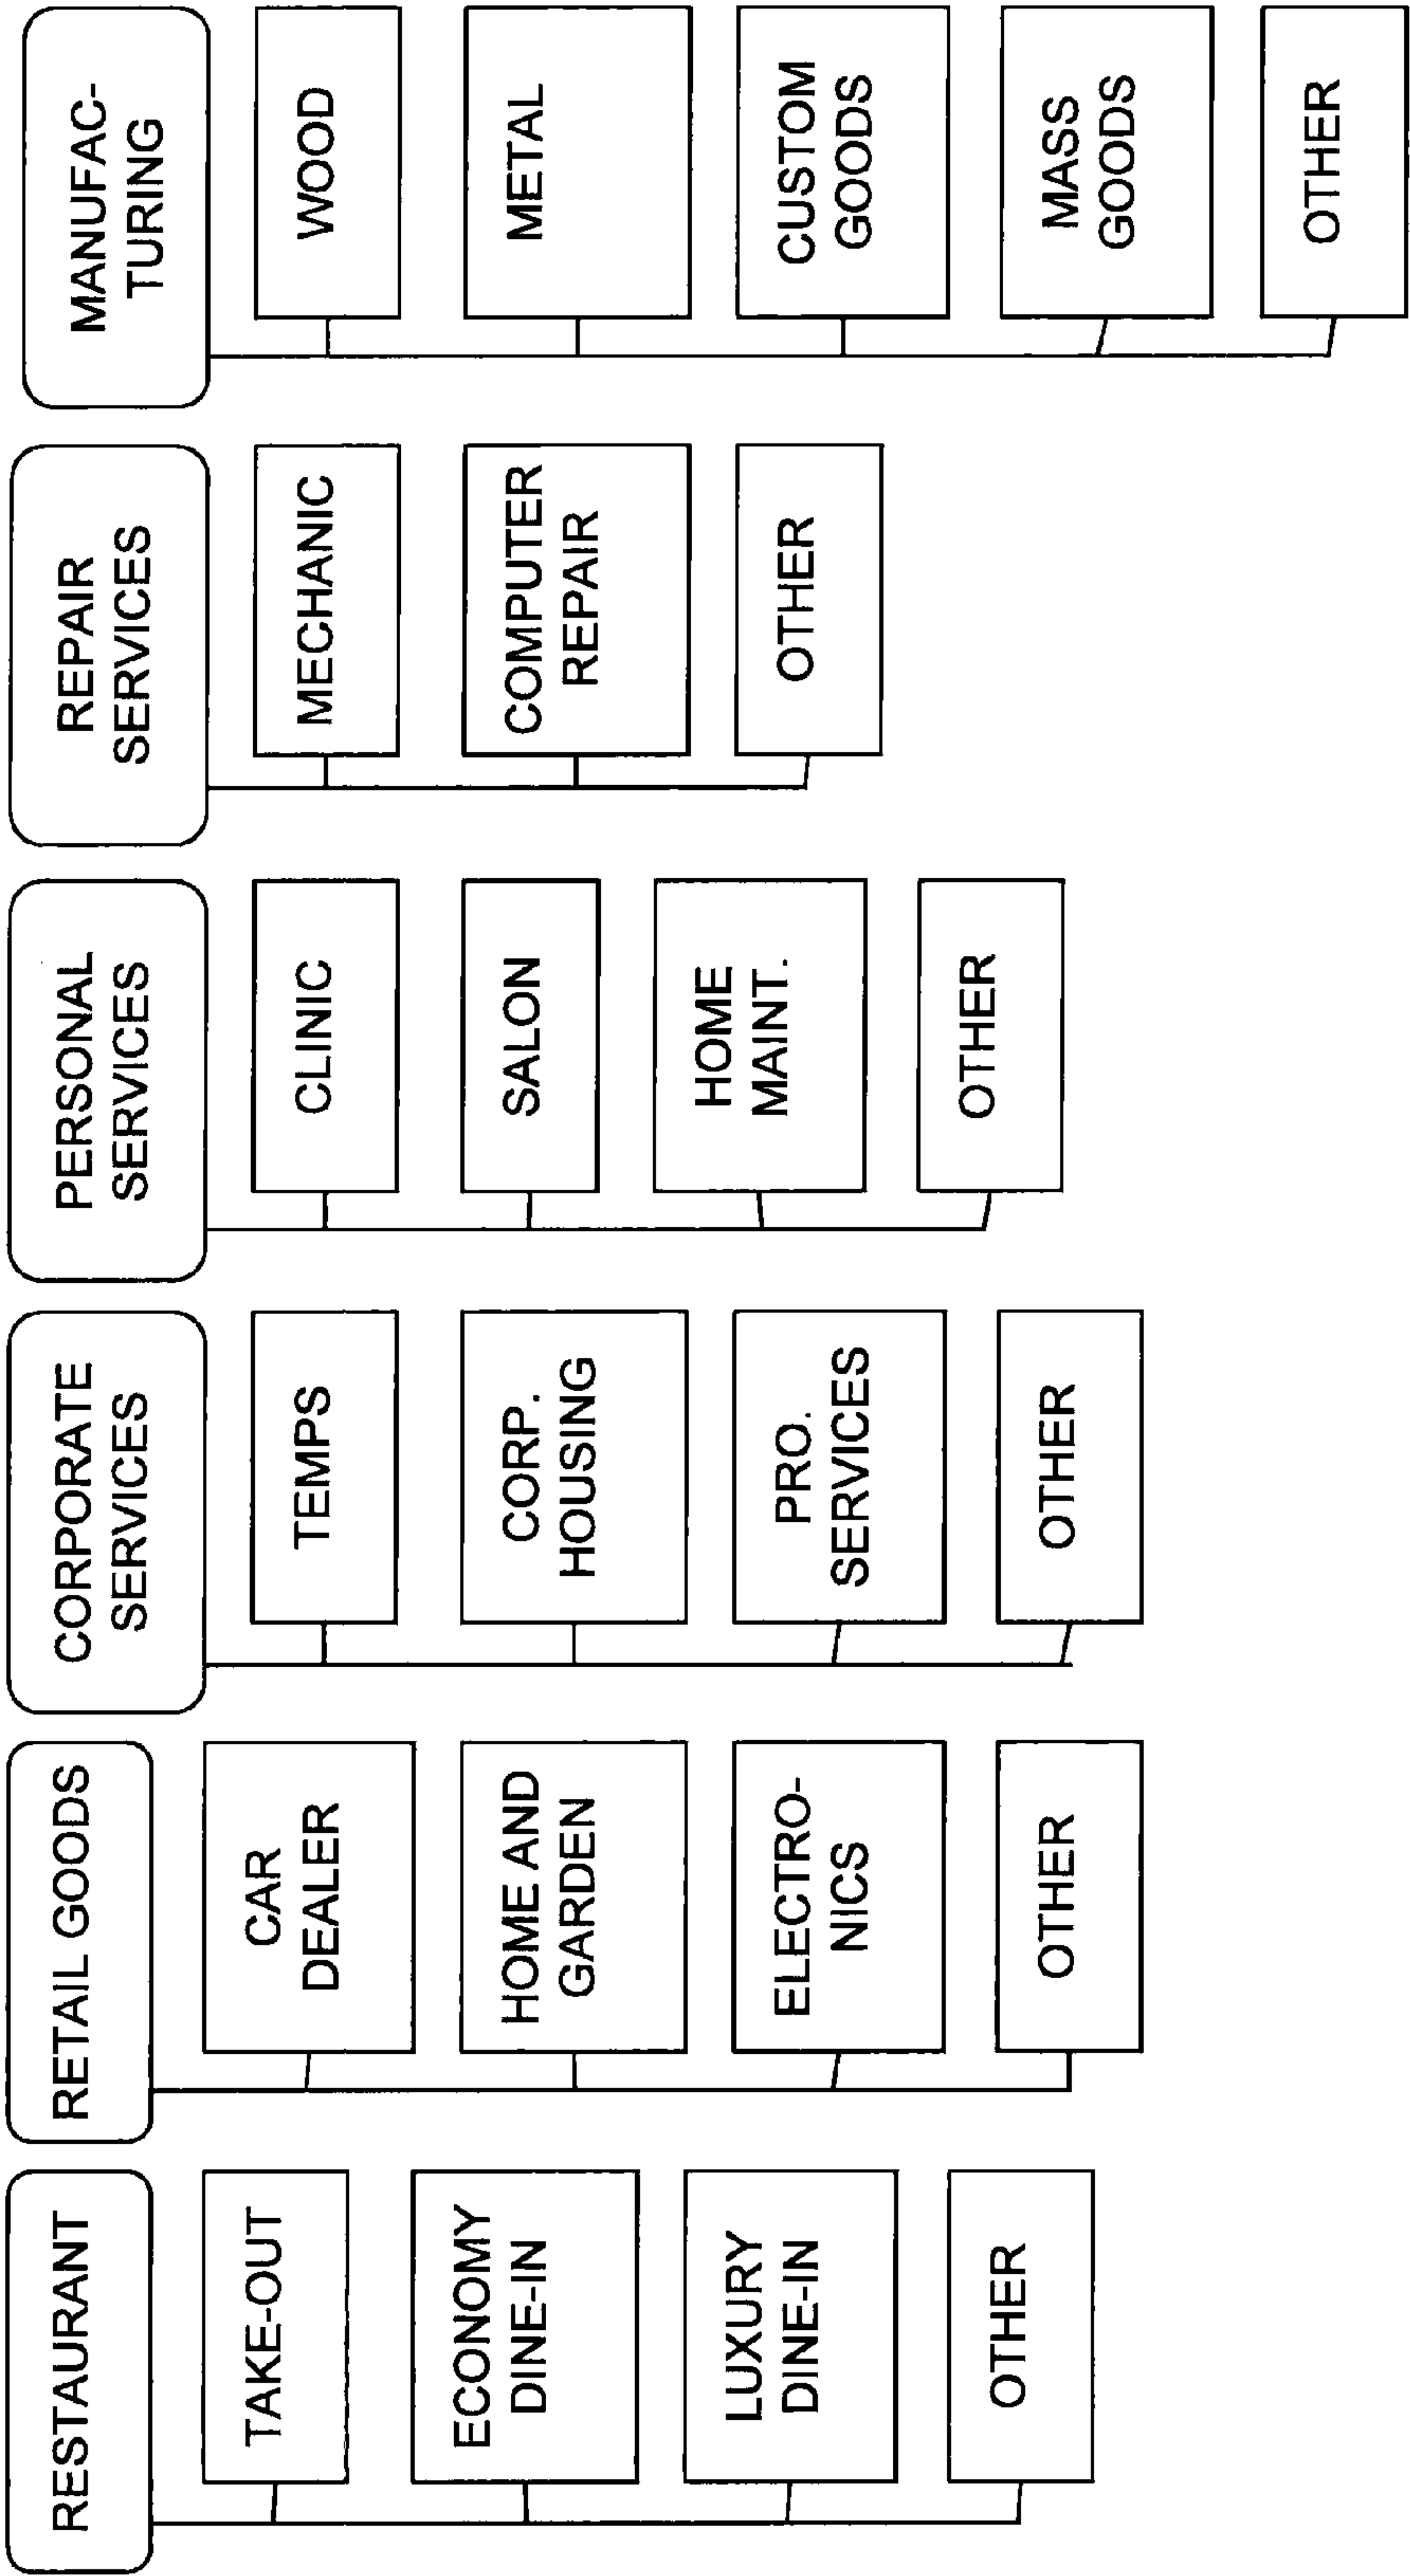 RESTAURANT
TAKE-OUT
ECONOMY
DINE-IN
LUXURY
DINE-IN
OTHER
RETAIL GOODS
CAR
DEALER
HOME AND
GARDEN
ELECTRO-
NICS
OTHER
CORPORATE
SERVICES
TEMPS
CORP.
HOUSING
PRO.
SERVICES
OTHER
PERSONAL
SERVICES
CLINIC
SALON
HOME
MAINT.
OTHER
REPAIR
SERVICES
MECHANIC
COMPUTER
REPAIR
OTHER
MANUFAC-
TURING
WOOD
METAL
CUSTOM
GOODS
MASS
GOODS
OTHER